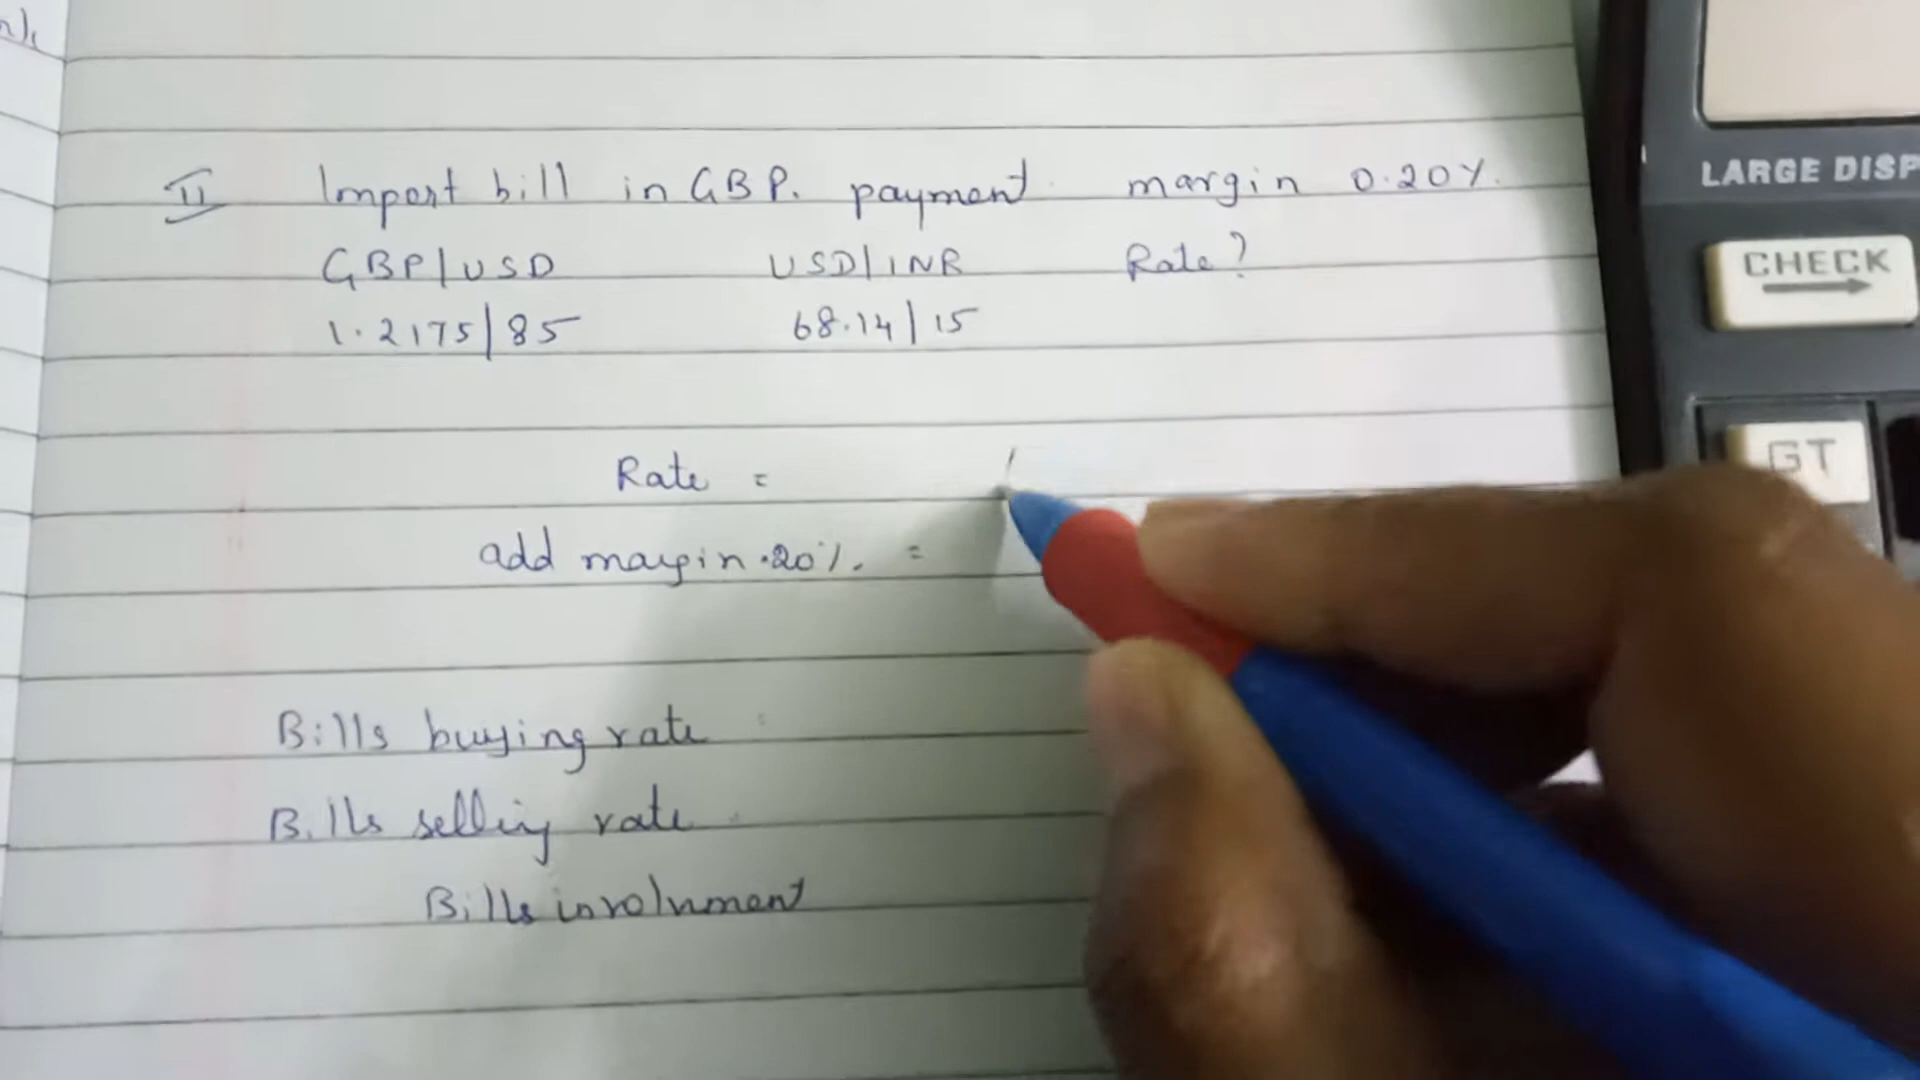 II Import bill in GBP. payment margin 0.20%.
GBP/USD USD/INR Rate?
1.2175/85 68.14/15
Rate =
add margin .20%. =
Bills buying rate
Bills selling rate
Bills involvment
LARGE DISP
CHECK
GT